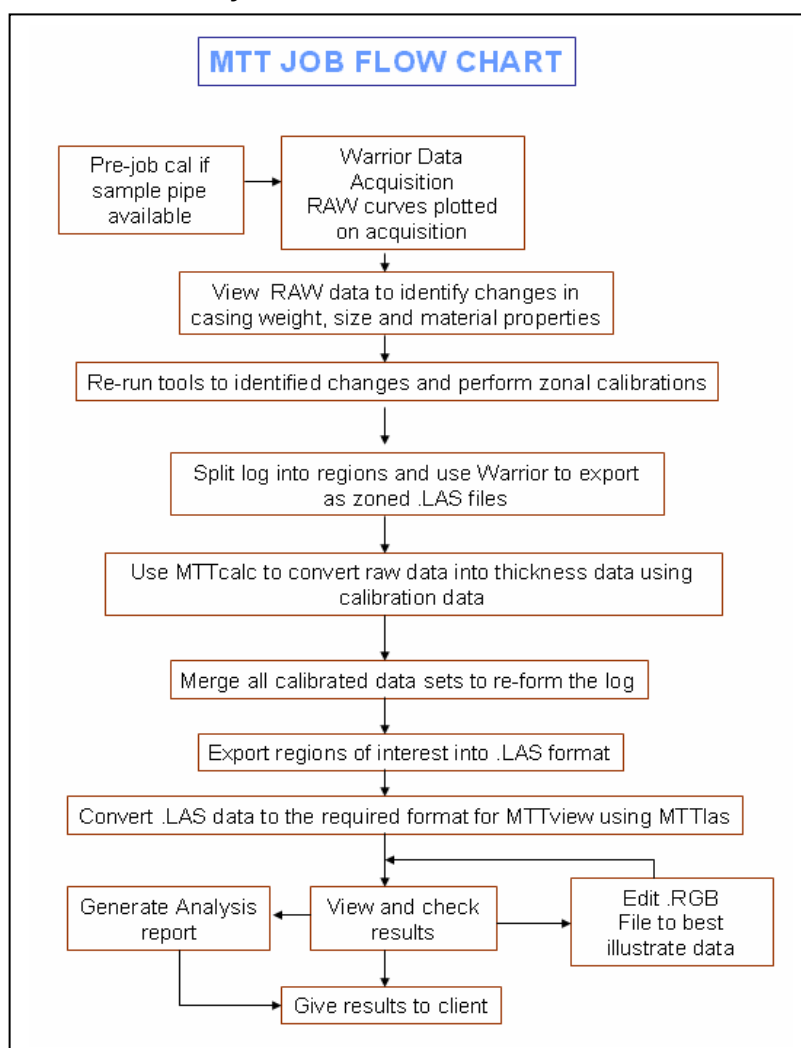 MTT JOB FLOW CHART
Pre-job cal if
sample pipe
available
Warrior Data
Acquisition
RAW curves plotted
on acquisition
View RAW data to identify changes in
casing weight, size and material properties
Re-run tools to identified changes and perform zonal calibrations
Split log into regions and use Warrior to export
as zoned .LAS files
Use MTTcalc to convert raw data into thickness data using
calibration data
Merge all calibrated data sets to re-form the log
Export regions of interest into .LAS format
Convert .LAS data to the required format for MTTview using MTTlas
Generate Analysis
report
View and check
results
Edit .RGB
File to best
illustrate data
Give results to client